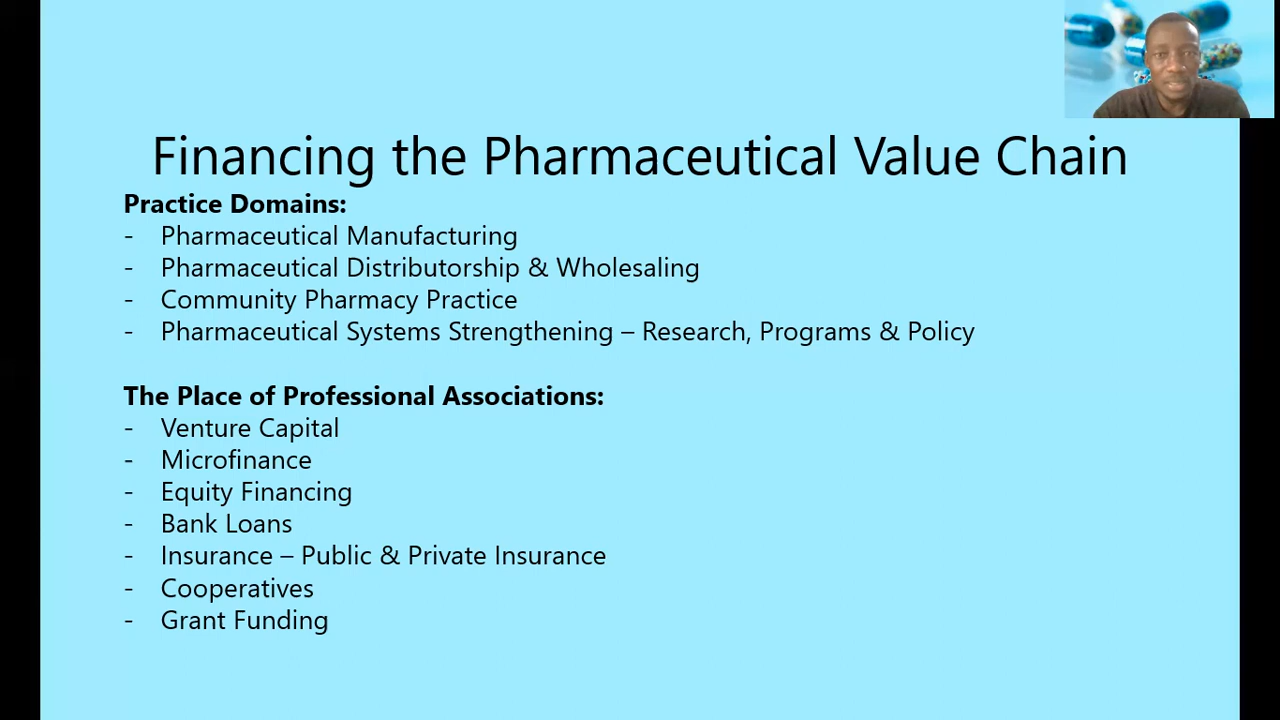 Financing the Pharmaceutical Value Chain
Practice Domains:
- Pharmaceutical Manufacturing
- Pharmaceutical Distributorship & Wholesaling
- Community Pharmacy Practice
- Pharmaceutical Systems Strengthening – Research, Programs & Policy
The Place of Professional Associations:
- Venture Capital
- Microfinance
- Equity Financing
- Bank Loans
- Insurance – Public & Private Insurance
- Cooperatives
- Grant Funding